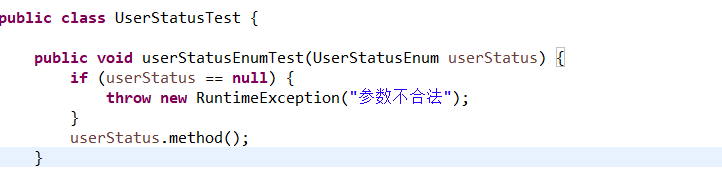 public class UserStatusTest {
public void userStatusEnumTest(UserStatusEnum userStatus) {
if (userStatus == null) {
throw new RuntimeException("参数不合法");
}
userStatus.method();
}